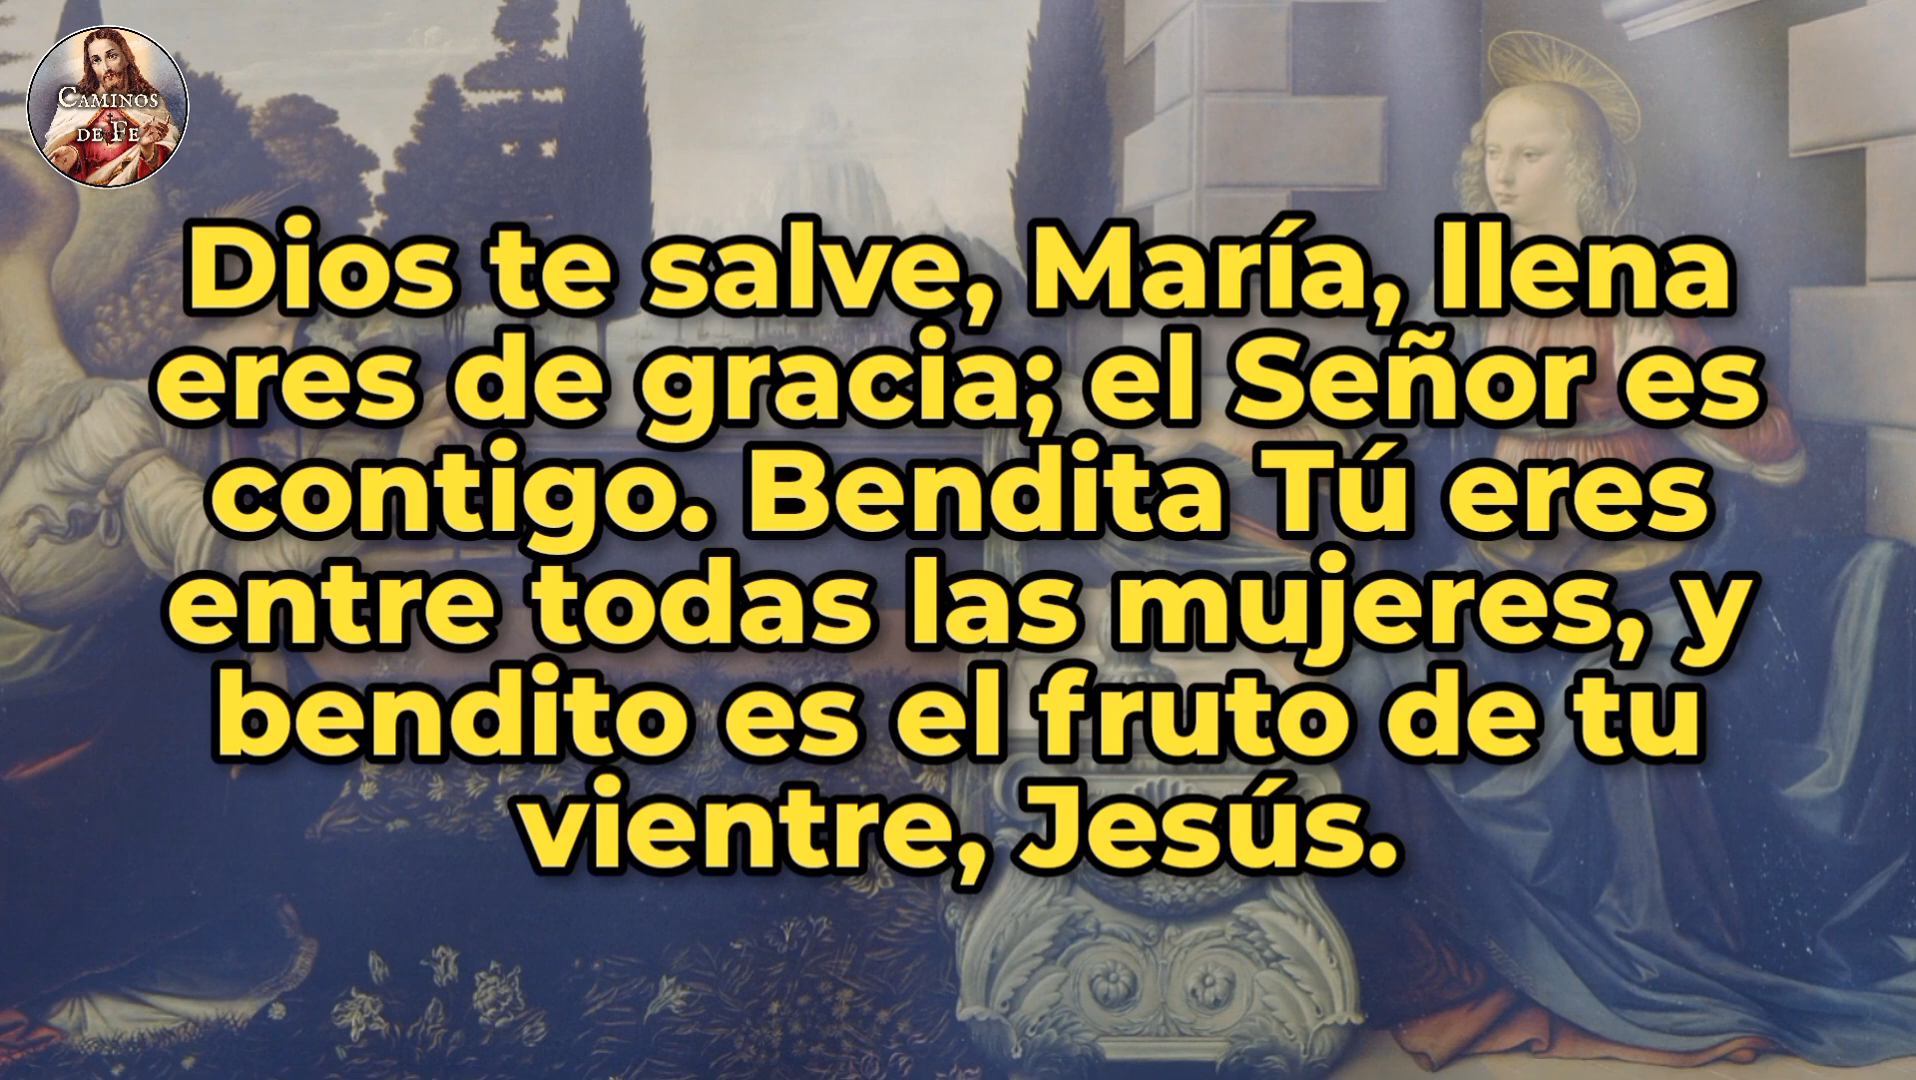 CAMINOS
DE FE
Dios te salve, María, llena
eres de gracia; el Señor es
contigo. Bendita Tú eres
entre todas las mujeres, y
bendito es el fruto de tu
vientre, Jesús.